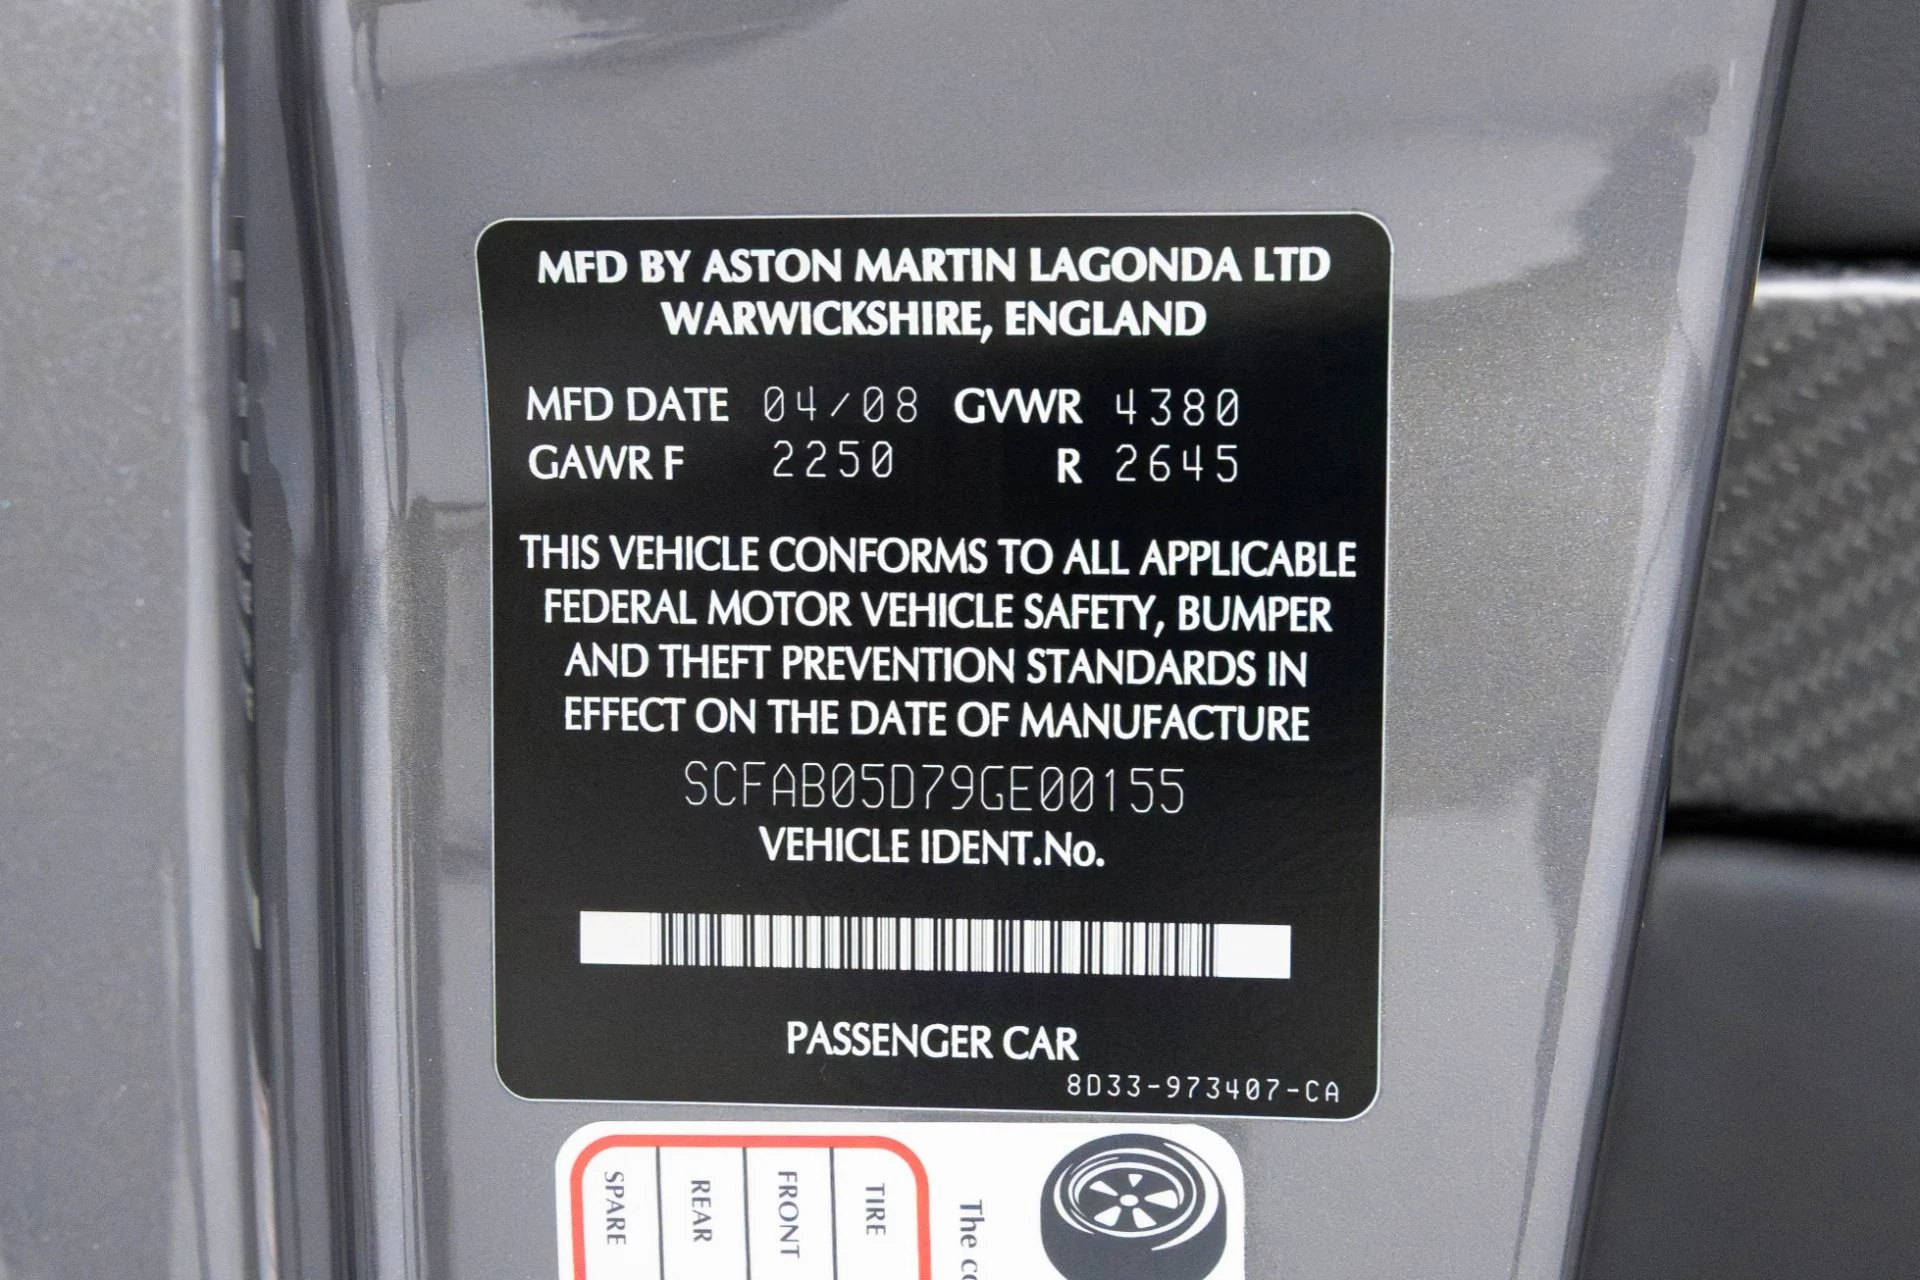 MFD BY ASTON MARTIN LAGONDA LTD
WARWICKSHIRE, ENGLAND
MFD DATE 04/08 GVWR 4380
GAWR F 2250 R 2645
THIS VEHICLE CONFORMS TO ALL APPLICABLE
FEDERAL MOTOR VEHICLE SAFETY, BUMPER
AND THEFT PREVENTION STANDARDS IN
EFFECT ON THE DATE OF MANUFACTURE
SCFAB05D79GE00155
VEHICLE IDENT.No.
PASSENGER CAR
8D33-973407-CA
The
TIRE
FRONT
REAR
SPARE